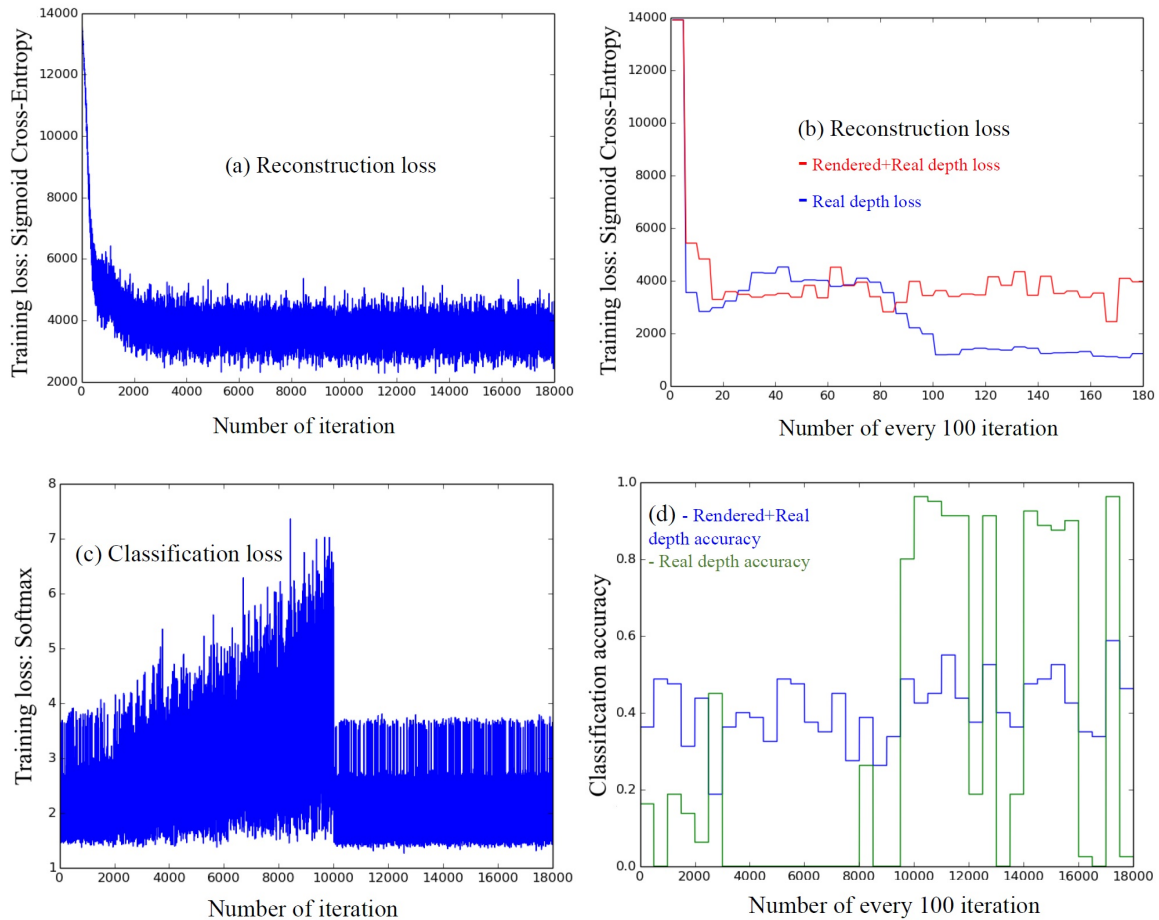 14000
12000
10000
8000
6000
4000
2000
0 2000 4000 6000 8000 10000 12000 14000 16000 18000
Training loss: Sigmoid Cross-Entropy
(a) Reconstruction loss
Number of iteration
14000
12000
10000
8000
6000
4000
2000
0
0 20 40 60 80 100 120 140 160 180
Training loss: Sigmoid Cross-Entropy
(b) Reconstruction loss
Rendered+Real depth loss
Real depth loss
Number of every 100 iteration
8
7
6
5
4
3
2
1
0 2000 4000 6000 8000 10000 12000 14000 16000 18000
Training loss: Softmax
(c) Classification loss
Number of iteration
1.0
0.8
0.6
0.4
0.2
0.0
0 2000 4000 6000 8000 10000 12000 14000 16000 18000
Classification accuracy
(d) - Rendered+Real
depth accuracy
- Real depth accuracy
Number of every 100 iteration